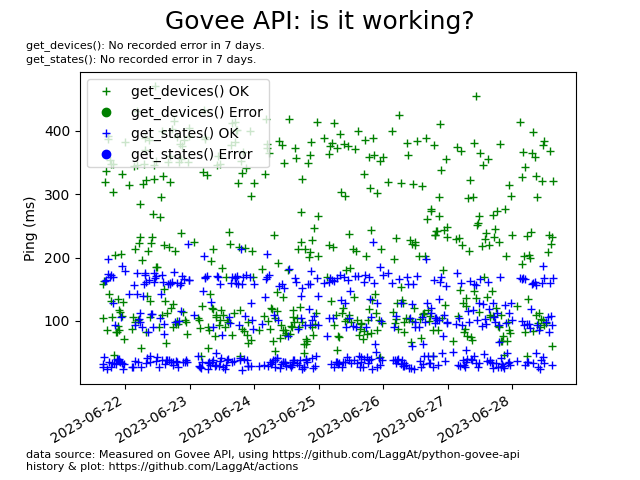 Govee API: is it working?
get_devices(): No recorded error in 7 days.
get_states(): No recorded error in 7 days.
get_devices() OK
get_devices() Error
get_states() OK
get_states() Error
Ping (ms)
400
300
200
100
2023-06-22
2023-06-23
2023-06-24
2023-06-25
2023-06-26
2023-06-27
2023-06-28
data source: Measured on Govee API, using https://github.com/LaggAt/python-govee-api
history & plot: https://github.com/LaggAt/actions